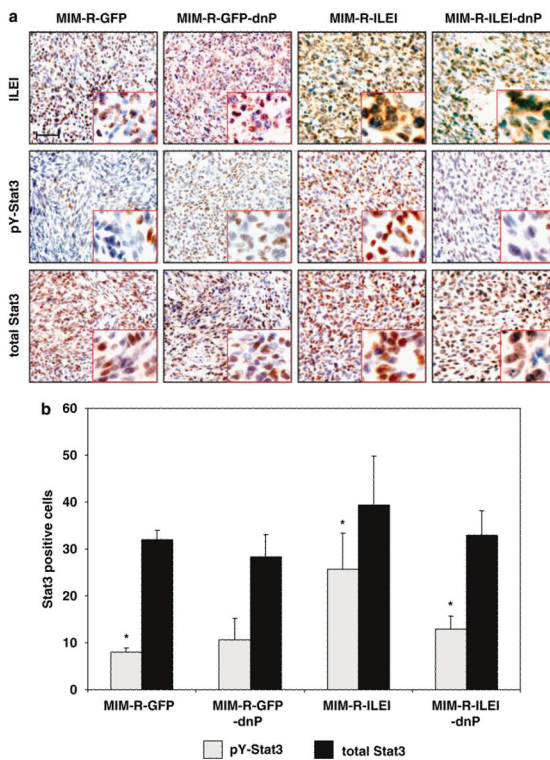 a
MIM-R-GFP MIM-R-GFP-dnP MIM-R-ILEI MIM-R-ILEI-dnP
ILEI
pY-Stat3
total Stat3
b
60
50
40
30
20
10
0
Stat3 positive cells
*
*
*
MIM-R-GFP MIM-R-GFP MIM-R-ILEI MIM-R-ILEI
-dnP -dnP
pY-Stat3 total Stat3